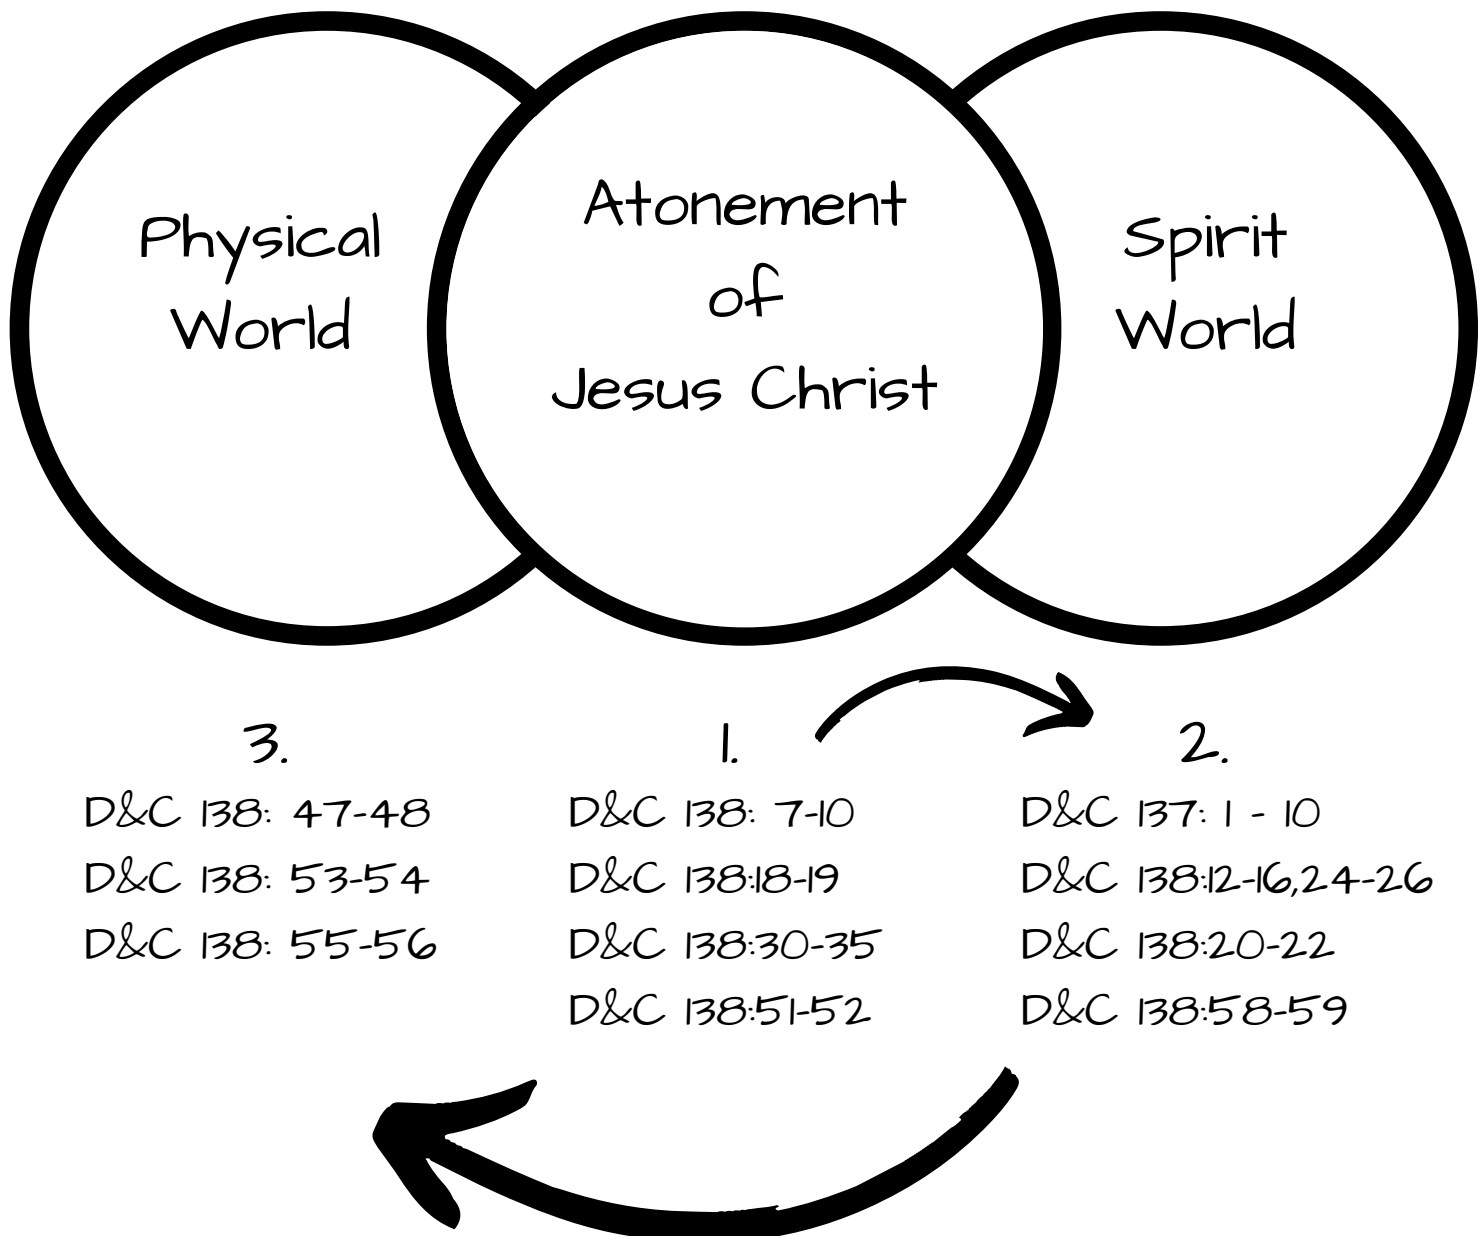 Physical
World
Atonement
of
Jesus Christ
Spirit
World
3.
D&C 138: 47-48
D&C 138: 53-54
D&C 138: 55-56
1.
D&C 138: 7-10
D&C 138:18-19
D&C 138:30-35
D&C 138:51-52
2.
D&C 137: 1 - 10
D&C 138:12-16,24-26
D&C 138:20-22
D&C 138:58-59